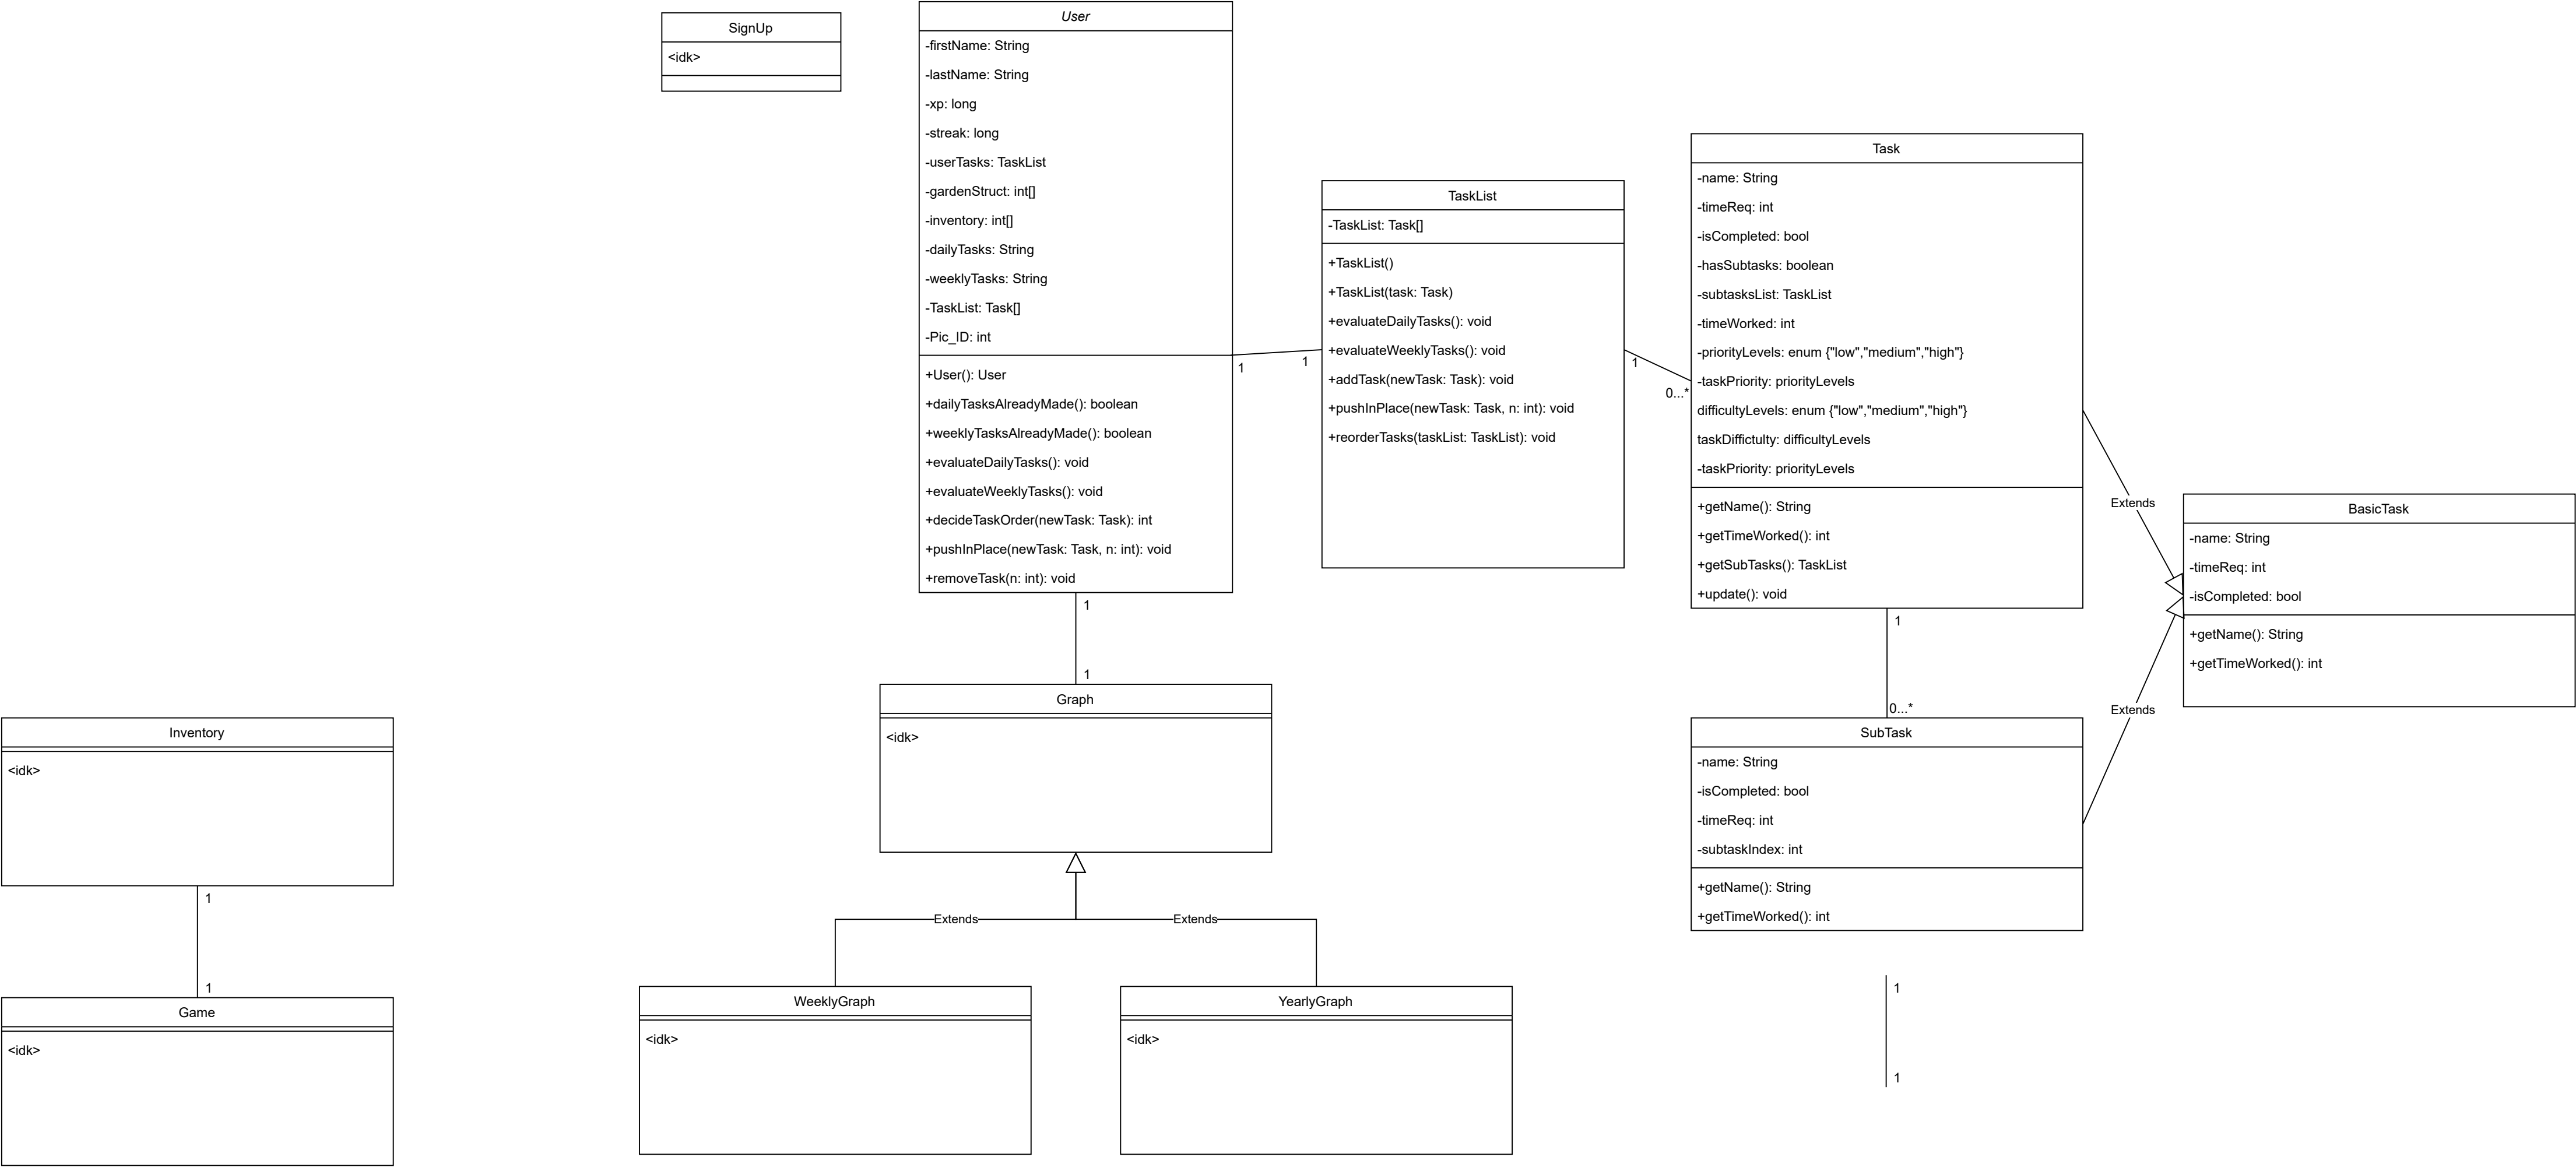 SignUp
<idk>
User
-firstName: String
-lastName: String
-xp: long
-streak: long
-userTasks: TaskList
-gardenStruct: int[]
-inventory: int[]
-dailyTasks: String
-weeklyTasks: String
-TaskList: Task[]
-Pic_ID: int
+User(): User
+dailyTasksAlreadyMade(): boolean
+weeklyTasksAlreadyMade(): boolean
+evaluateDailyTasks(): void
+evaluateWeeklyTasks(): void
+decideTaskOrder(newTask: Task): int
+pushInPlace(newTask: Task, n: int): void
+removeTask(n: int): void
1
1
TaskList
-TaskList: Task[]
+TaskList()
+TaskList(task: Task)
+evaluateDailyTasks(): void
+evaluateWeeklyTasks(): void
+addTask(newTask: Task): void
+pushInPlace(newTask: Task, n: int): void
+reorderTasks(taskList: TaskList): void
1
0...*
Task
-name: String
-timeReq: int
-isCompleted: bool
-hasSubtasks: boolean
-subtasksList: TaskList
-timeWorked: int
-priorityLevels: enum {"low","medium","high"}
-taskPriority: priorityLevels
difficultyLevels: enum {"low","medium","high"}
taskDiffictulty: difficultyLevels
-taskPriority: priorityLevels
+getName(): String
+getTimeWorked(): int
+getSubTasks(): TaskList
+update(): void
Extends
BasicTask
-name: String
-timeReq: int
-isCompleted: bool
+getName(): String
+getTimeWorked(): int
Extends
1
0...*
SubTask
-name: String
-isCompleted: bool
-timeReq: int
-subtaskIndex: int
+getName(): String
+getTimeWorked(): int
1
1
1
1
Graph
<idk>
Extends
Extends
WeeklyGraph
<idk>
YearlyGraph
<idk>
Inventory
<idk>
1
1
Game
<idk>